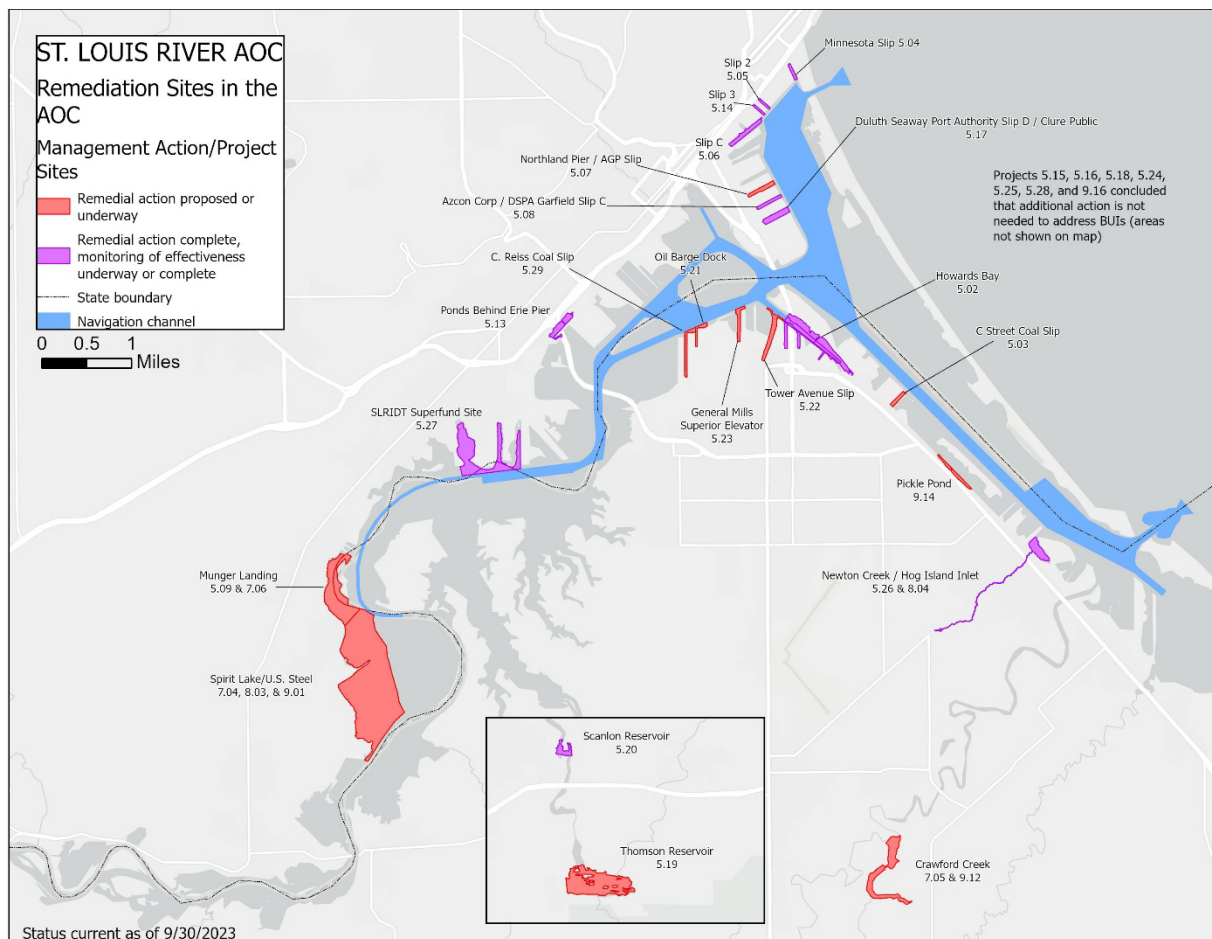 ST. LOUIS RIVER AOC
Remediation Sites in the
AOC
Management Action/Project
Sites
Remedial action proposed or
underway
Remedial action complete,
monitoring of effectiveness
underway or complete
State boundary
Navigation channel
0 0.5 1
Miles
Minnesota Slip 5.04
Slip 2
5.05
Slip 3
5.14
Duluth Seaway Port Authority Slip D / Clure Public
5.17
Slip C
5.06
Northland Pier / AGP Slip
5.07
Projects 5.15, 5.16, 5.18, 5.24,
5.25, 5.28, and 9.16 concluded
that additional action is not
needed to address BUIs (areas
not shown on map)
Azcon Corp / DSPA Garfield Slip C
5.08
C. Reiss Coal Slip
5.29
Oil Barge Dock
5.21
Howards Bay
5.02
Ponds Behind Erie Pier
5.13
C Street Coal Slip
5.03
Tower Avenue Slip
5.22
General Mills
Superior Elevator
5.23
SLRIDT Superfund Site
5.27
Pickle Pond
9.14
Munger Landing
5.09 & 7.06
Newton Creek / Hog Island Inlet
5.26 & 8.04
Spirit Lake/U.S. Steel
7.04, 8.03, & 9.01
Scanlon Reservoir
5.20
Thomson Reservoir
5.19
Crawford Creek
7.05 & 9.12
Status current as of 9/30/2023